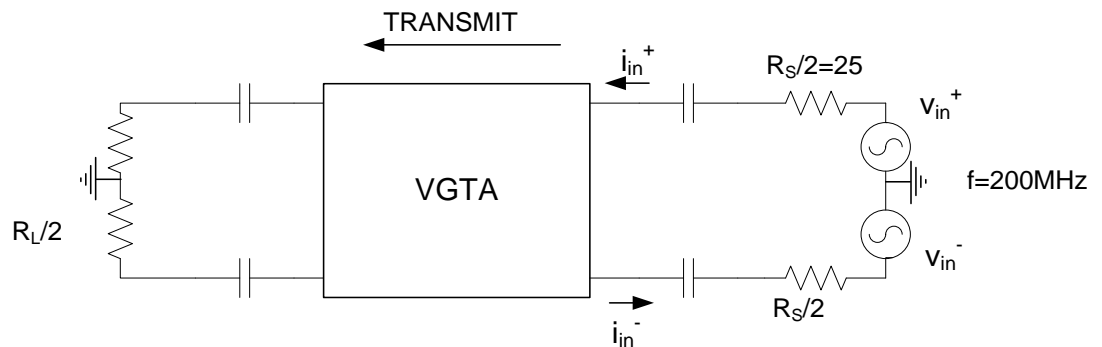 TRANSMIT
i_in^+
R_S/2=25
v_in^+
VGTA
f=200MHz
R_L/2
v_in^-
R_S/2
i_in^-